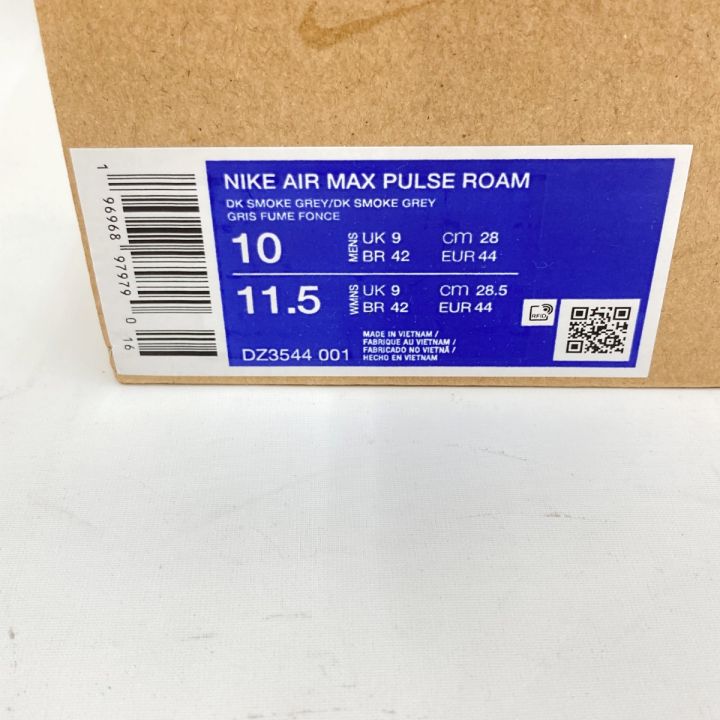 NIKE AIR MAX PULSE ROAM
DK SMOKE GREY/DK SMOKE GREY
GRIS FUME FONCE
10 MENS UK 9 cm 28
BR 42 EUR 44
11.5 WMNS UK 9 cm 28.5
BR 42 EUR 44
DZ3544 001
MADE IN VIETNAM /
FABRIQUE AU VIETNAM /
FABRICADO NO VIETNÃ /
HECHO EN VIETNAM
RFID
1 96968 97979 0 16